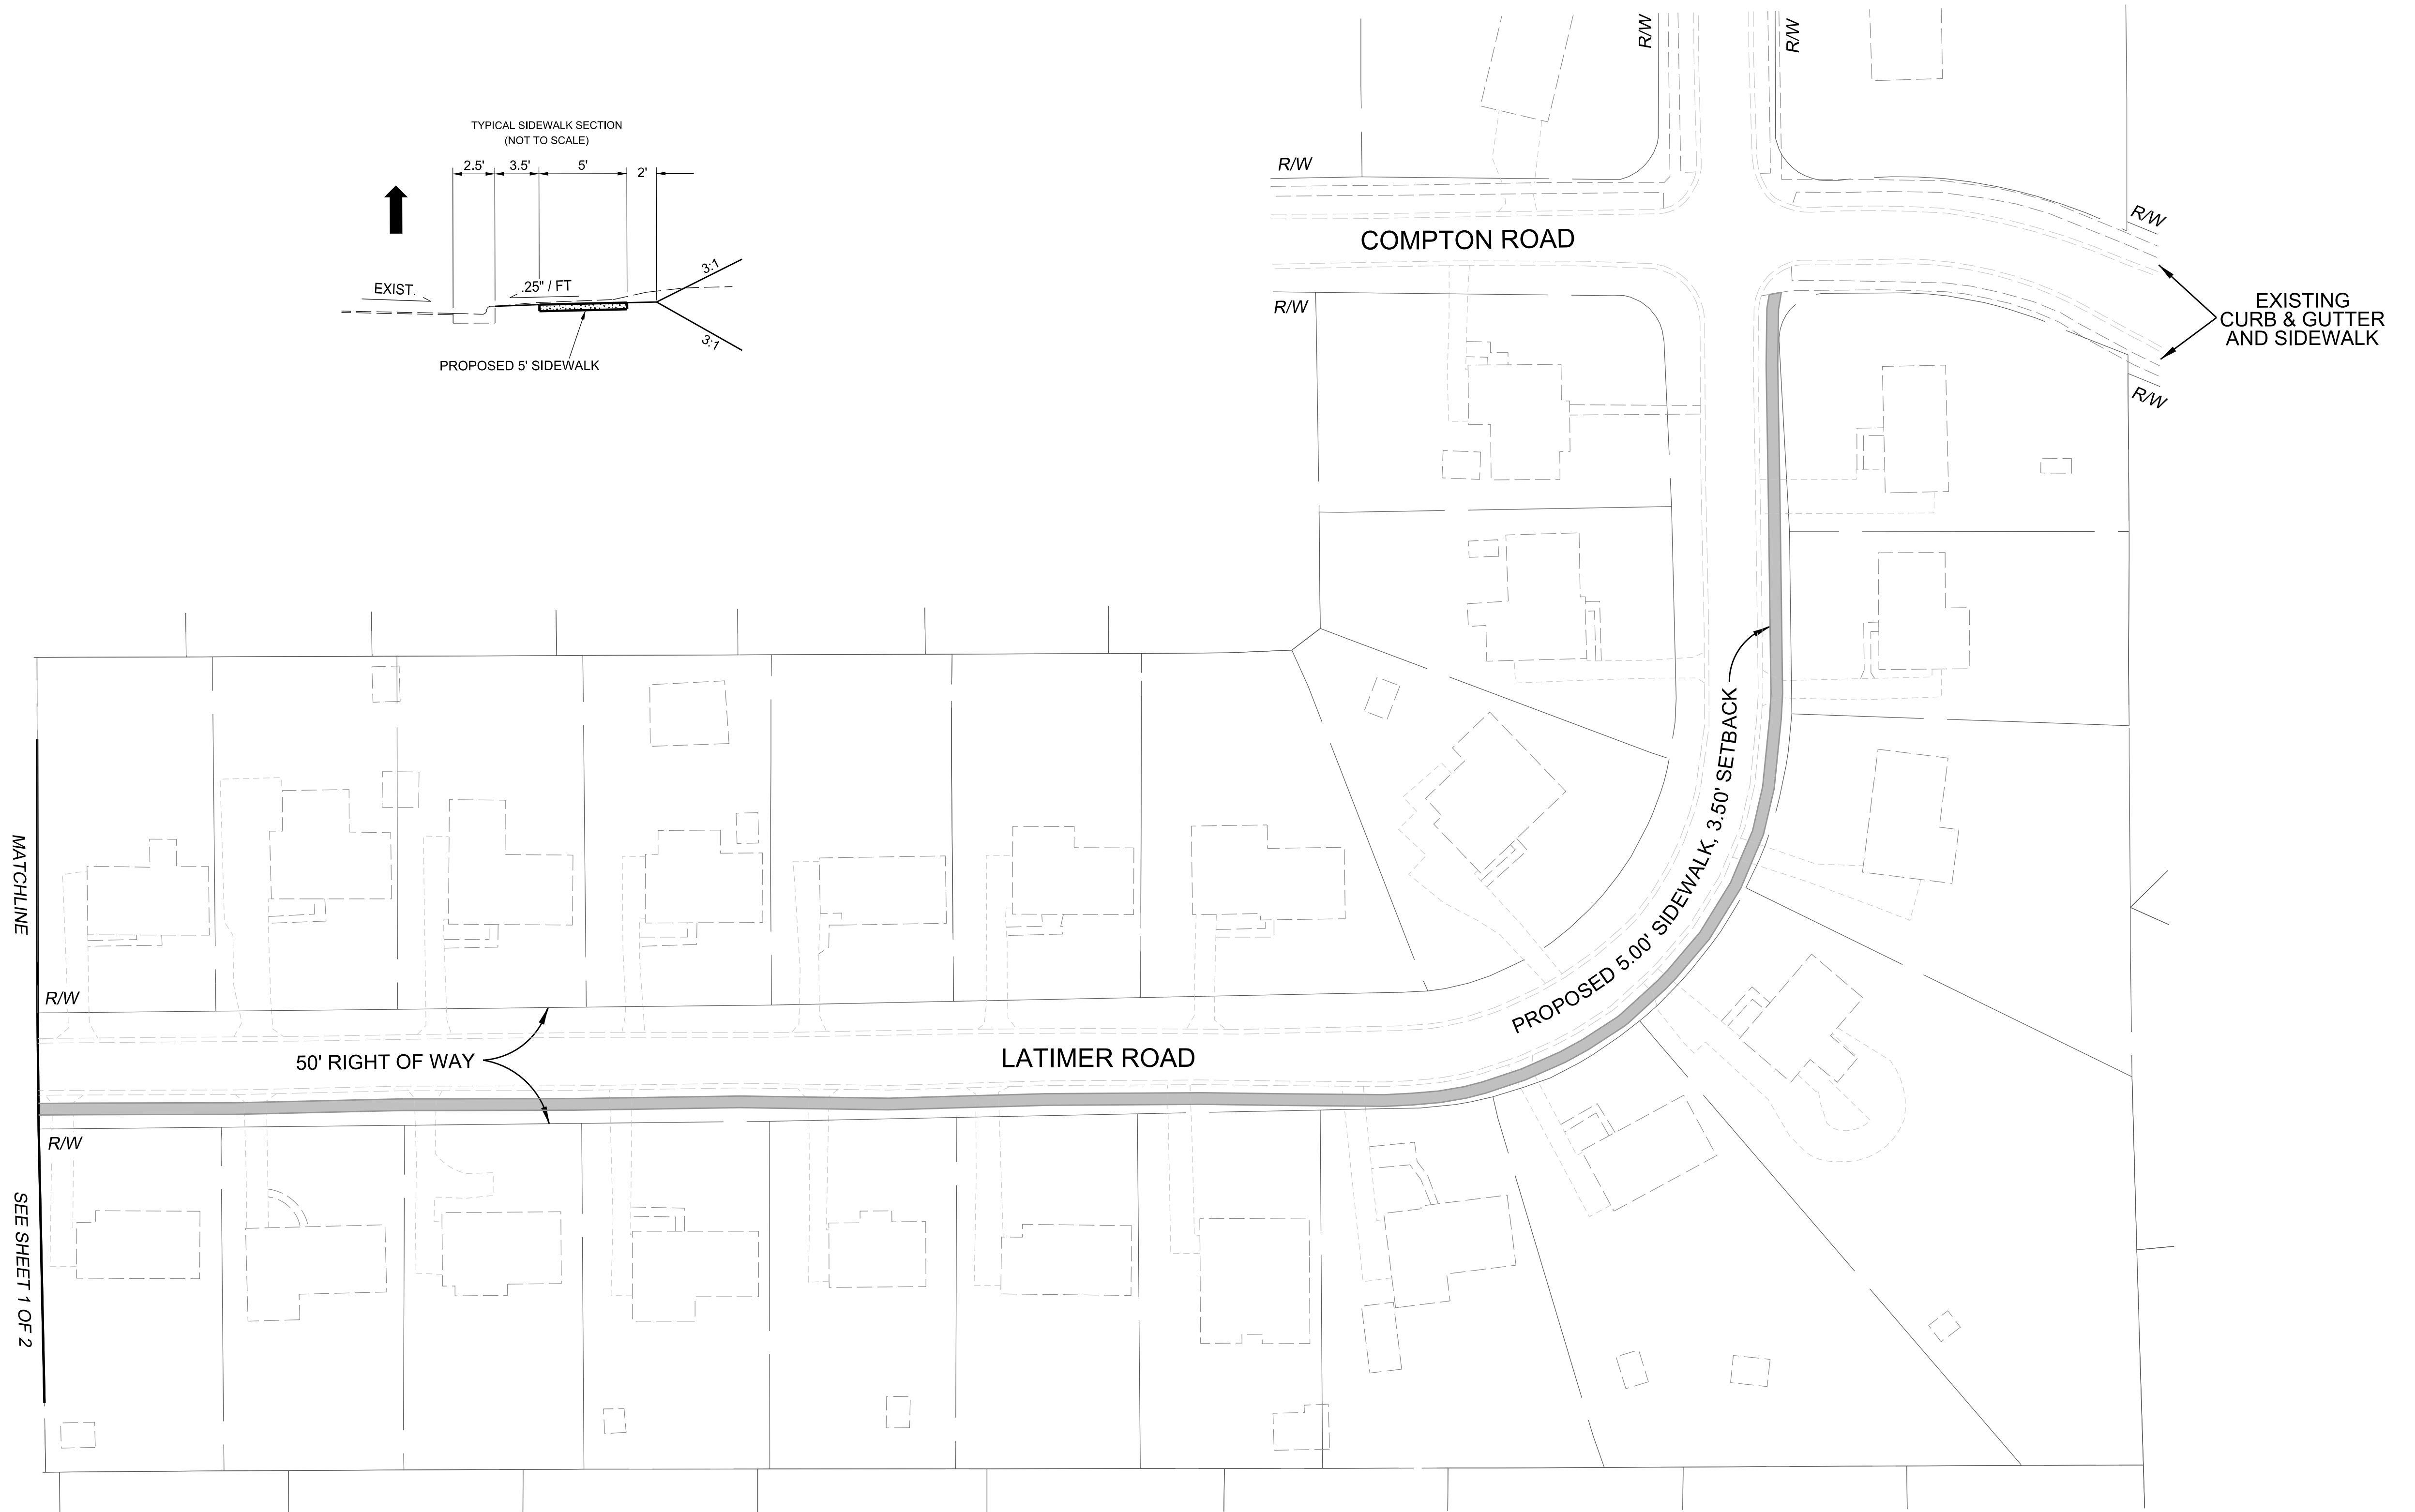 R/W
R/W
TYPICAL SIDEWALK SECTION
(NOT TO SCALE)
2.5' 3.5' 5' 2'
EXIST.
.25" / FT
3:1
3:1
PROPOSED 5' SIDEWALK
R/W
COMPTON ROAD
R/W
R/W
EXISTING
CURB & GUTTER
AND SIDEWALK
R/W
PROPOSED 5.00' SIDEWALK, 3.50' SETBACK
MATCHLINE
R/W
50' RIGHT OF WAY
LATIMER ROAD
R/W
SEE SHEET 1 OF 2